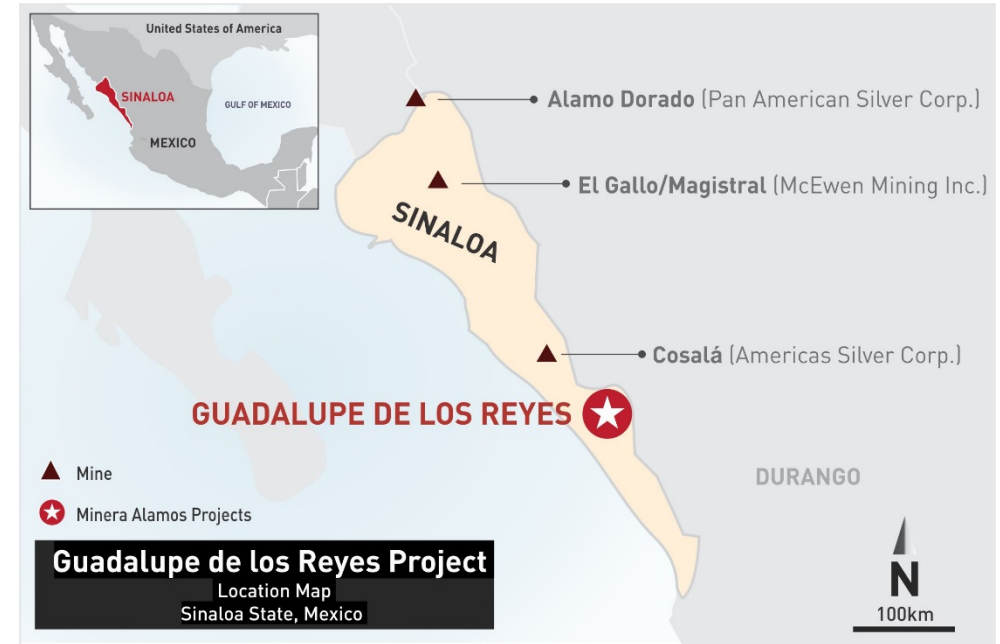 United States of America
SINALOA
GULF OF MEXICO
MEXICO
Alamo Dorado (Pan American Silver Corp.)
El Gallo/Magistral (McEwen Mining Inc.)
SINALOA
Cosalá (Americas Silver Corp.)
GUADALUPE DE LOS REYES
DURANGO
Mine
Minera Alamos Projects
Guadalupe de los Reyes Project
Location Map
Sinaloa State, Mexico
N
100km